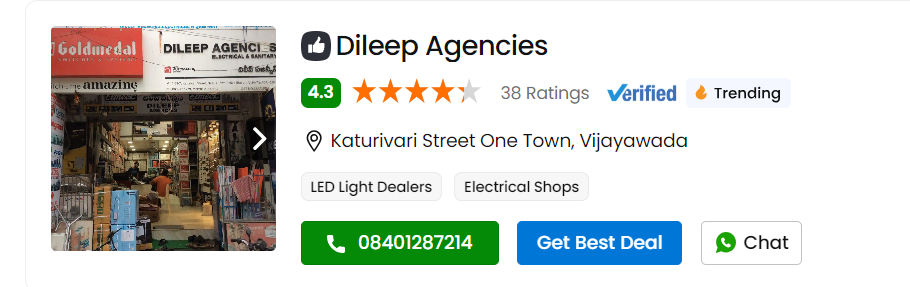 Goldmedal
DILEEP AGENCIES
ELECTRICAL & SANITARY
amazing
Dileep Agencies
4.3
38 Ratings
Verified
Trending
Katurivari Street One Town, Vijayawada
LED Light Dealers
Electrical Shops
08401287214
Get Best Deal
Chat